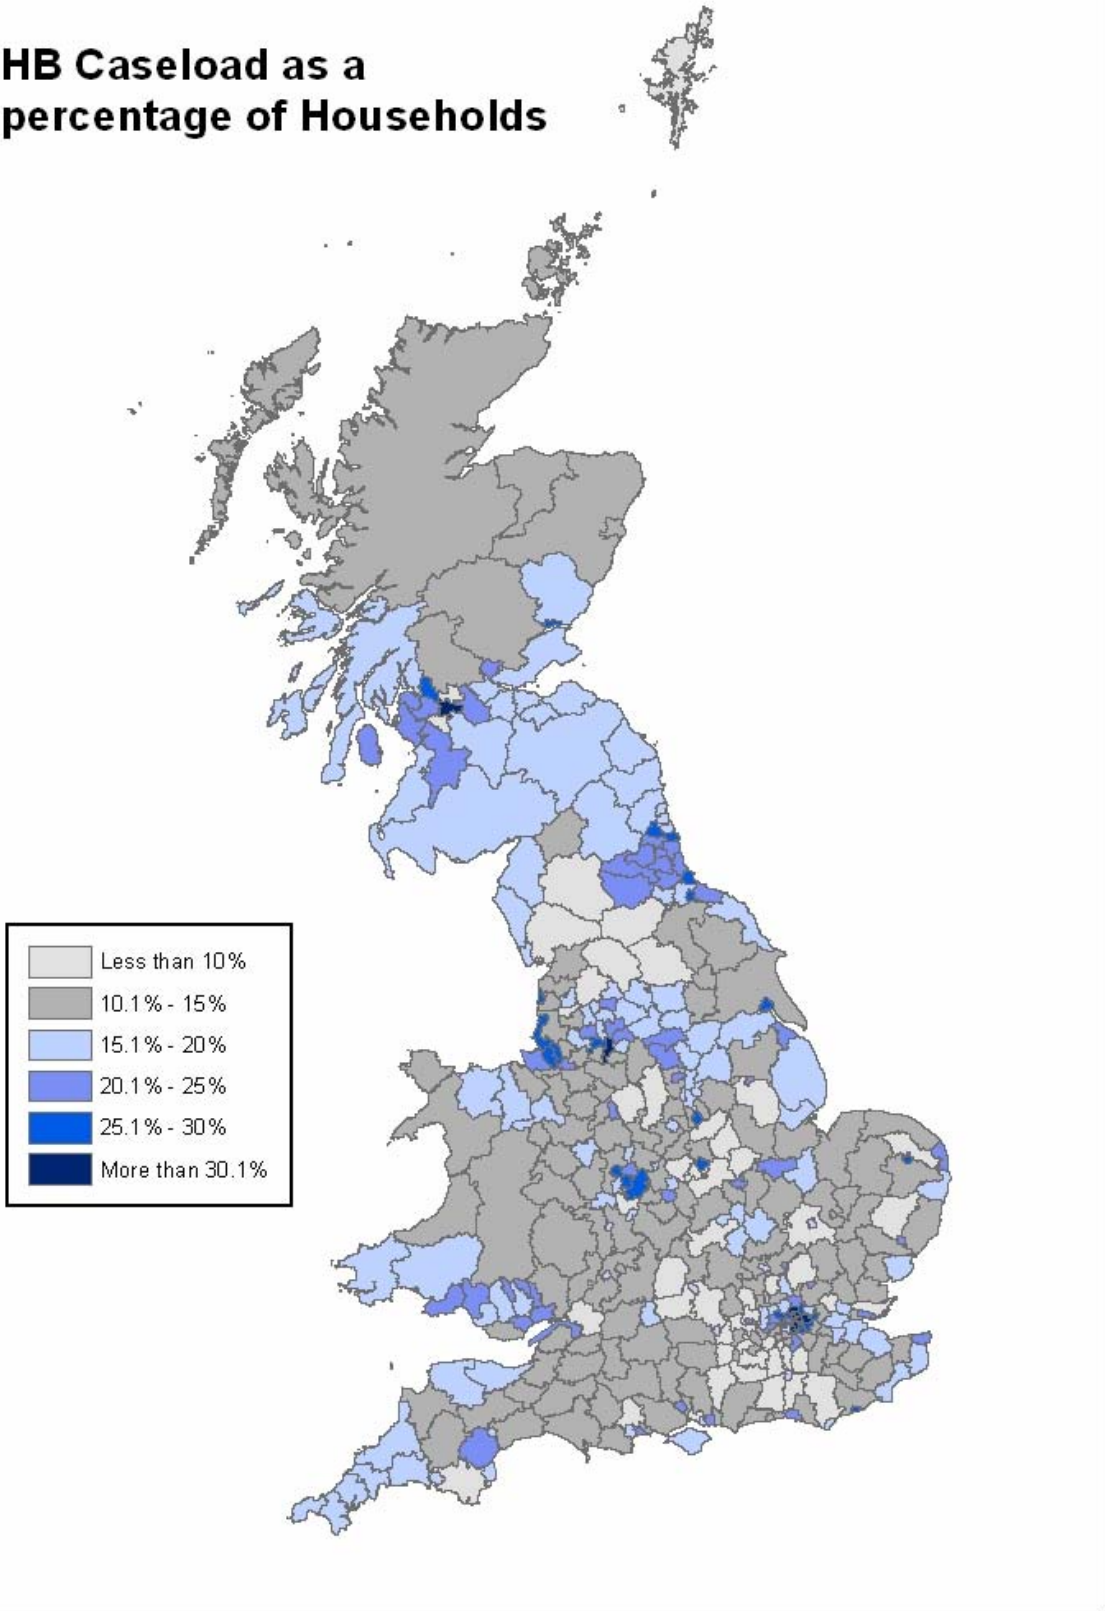 HB Caseload as a
percentage of Households
Less than 10%
10.1% - 15%
15.1% - 20%
20.1% - 25%
25.1% - 30%
More than 30.1%